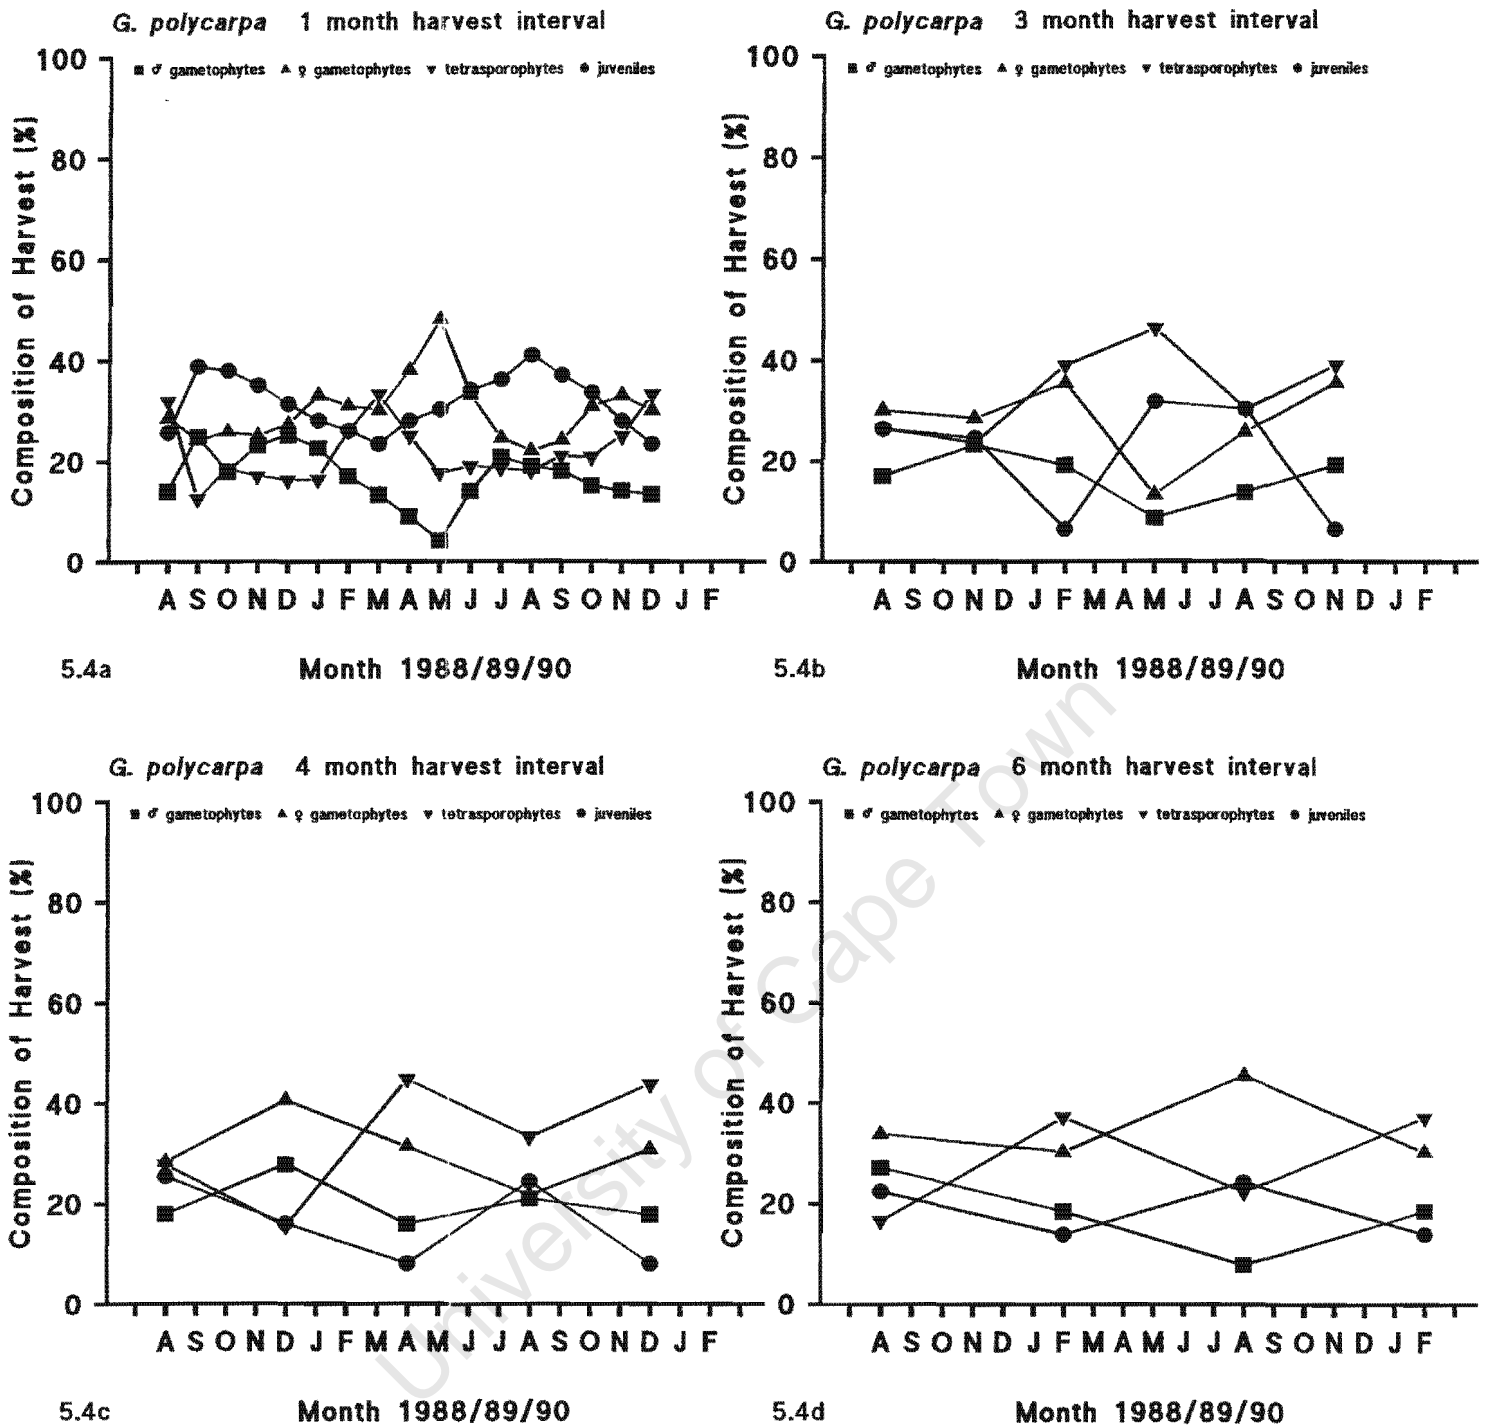 G. polycarpa 1 month harvest interval
■ ♂ gametophytes ▲ ♀ gametophytes ▼ tetrasporophytes ● juveniles
Composition of Harvest (%)
100
80
60
40
20
0
A S O N D J F M A M J J A S O N D J F
5.4a Month 1988/89/90
G. polycarpa 3 month harvest interval
■ ♂ gametophytes ▲ ♀ gametophytes ▼ tetrasporophytes ● juveniles
Composition of Harvest (%)
100
80
60
40
20
0
A S O N D J F M A M J J A S O N D J F
5.4b Month 1988/89/90
G. polycarpa 4 month harvest interval
■ ♂ gametophytes ▲ ♀ gametophytes ▼ tetrasporophytes ● juveniles
Composition of Harvest (%)
100
80
60
40
20
0
A S O N D J F M A M J J A S O N D J F
5.4c Month 1988/89/90
G. polycarpa 6 month harvest interval
■ ♂ gametophytes ▲ ♀ gametophytes ▼ tetrasporophytes ● juveniles
Composition of Harvest (%)
100
80
60
40
20
0
A S O N D J F M A M J J A S O N D J F
5.4d Month 1988/89/90
University of Cape Town